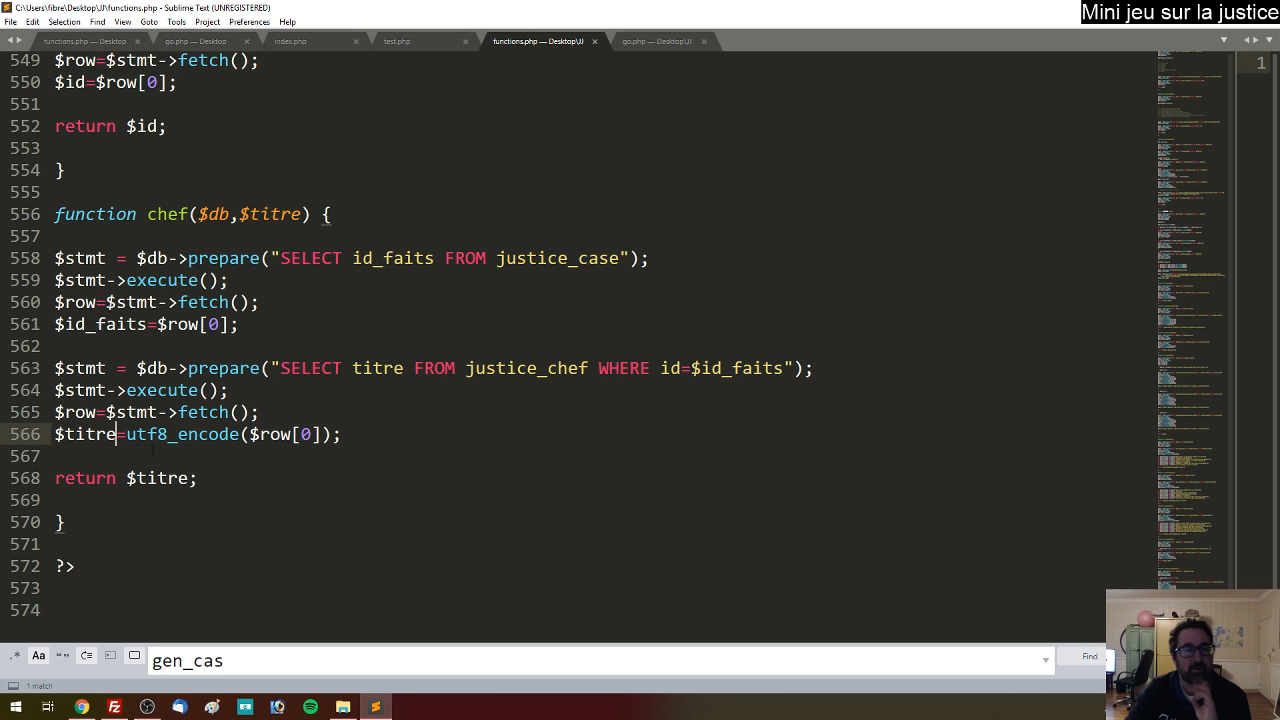 C:\Users\fibre\Desktop\JJ\functions.php - Sublime Text (UNREGISTERED)
Mini jeu sur la justice
File Edit Selection Find View Goto Tools Project Preferences Help
functions.php — Desktop × go.php — Desktop × index.php × test.php × functions.php — Desktop\JJ × go.php — Desktop\JJ ×
549 $row=$stmt->fetch();
550 $id=$row[0];
551
552 return $id;
553
554 }
555
556 function chef($db,$titre) {
557
558 $stmt = $db->prepare("SELECT id_faits FROM justice_case");
559 $stmt->execute();
560 $row=$stmt->fetch();
561 $id_faits=$row[0];
562
563 $stmt = $db->prepare("SELECT titre FROM justice_chef WHERE id=$id_faits");
564 $stmt->execute();
565 $row=$stmt->fetch();
566 $titre=utf8_encode($row[0]);
567
568 return $titre;
569
570 }
571
572 ?>
573
574
1
.* Aa “” gen_cas Find
1 match